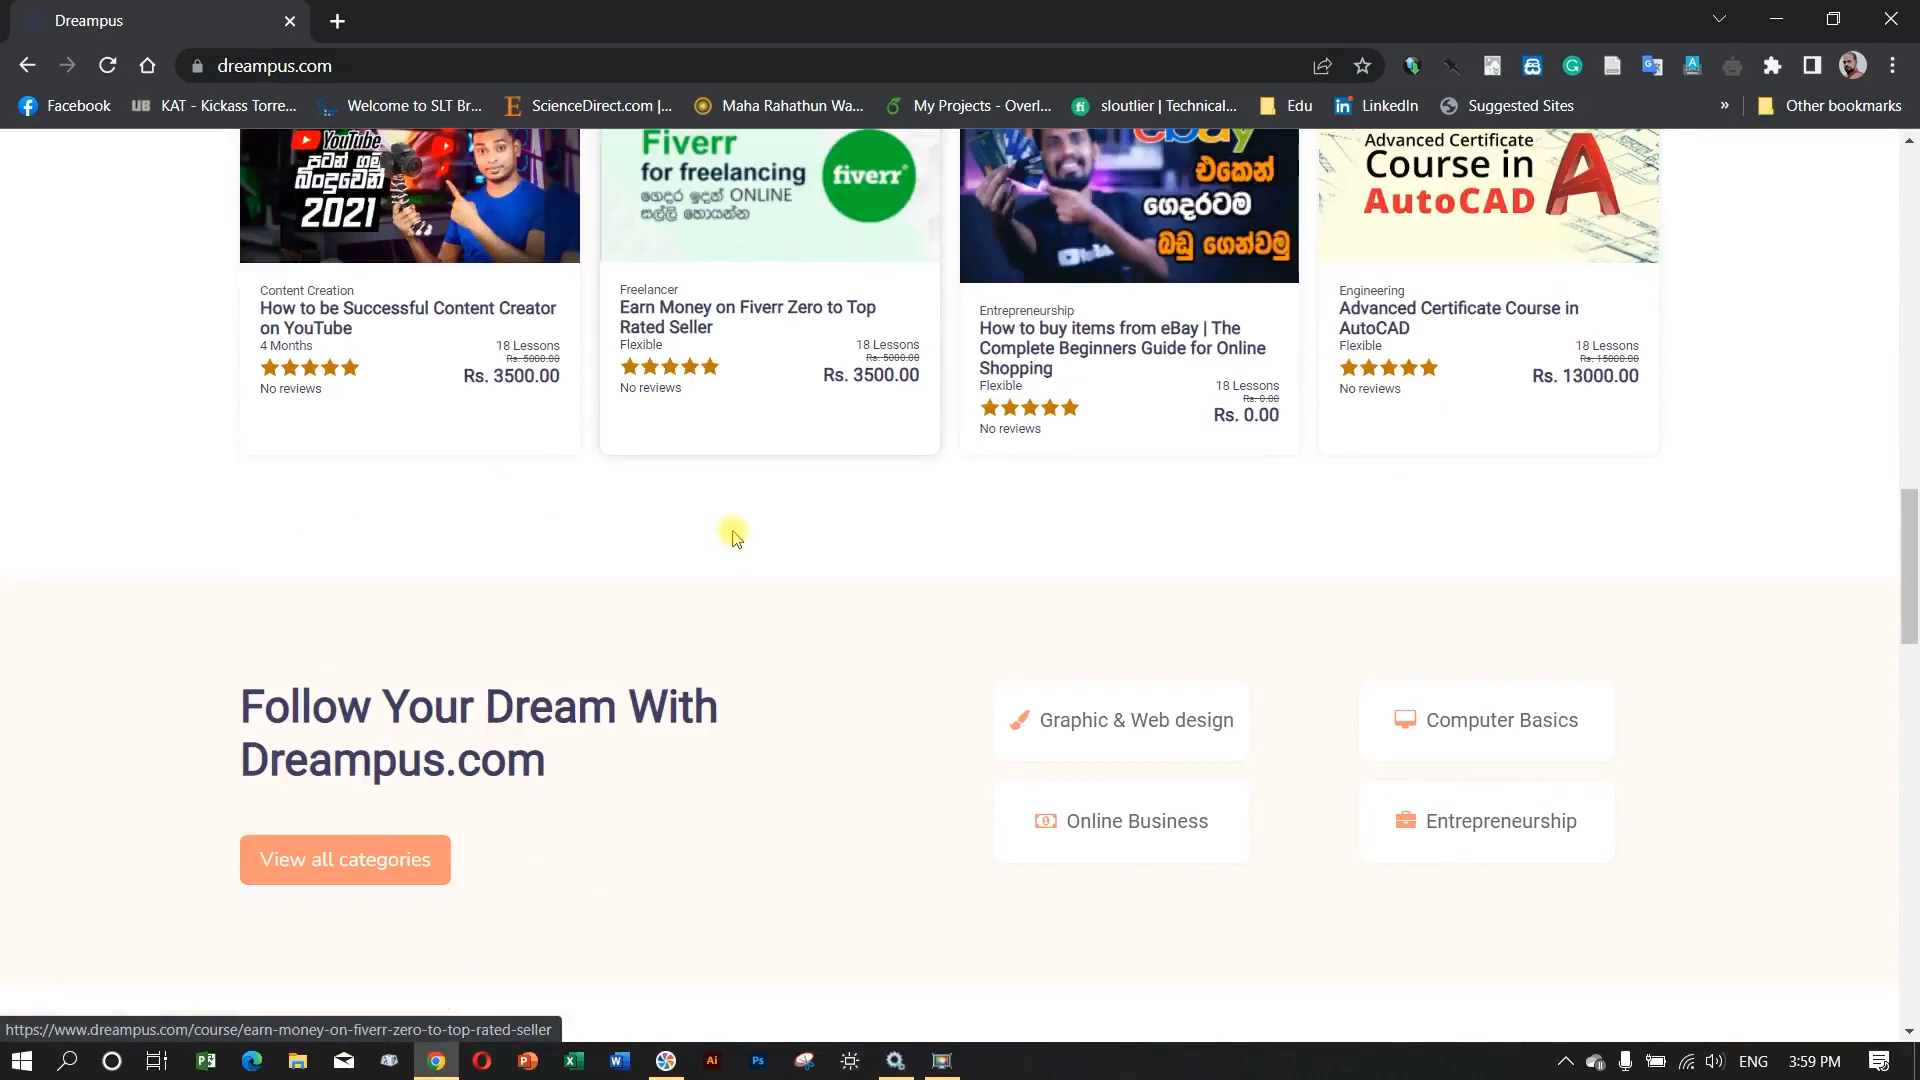 Dreampus
dreampus.com
Facebook
KAT - Kickass Torre...
Welcome to SLT Br...
ScienceDirect.com |...
Maha Rahathun Wa...
My Projects - Overl...
sloutlier | Technical...
Edu
LinkedIn
Suggested Sites
»
Other bookmarks
YouTube
පටන් ගමු
බින්දුවෙන්
2021
Content Creation
How to be Successful Content Creator
on YouTube
4 Months
18 Lessons
Rs. 5000.00
Rs. 3500.00
No reviews
Fiverr
for freelancing
ගෙදර ඉදන් ONLINE
සල්ලි හොයන්න
fiverr
Freelancer
Earn Money on Fiverr Zero to Top
Rated Seller
Flexible
18 Lessons
Rs. 5000.00
Rs. 3500.00
No reviews
ebay
එකෙන්
ගෙදරටම
බඩු ගෙන්වමු
Entrepreneurship
How to buy items from eBay | The
Complete Beginners Guide for Online
Shopping
Flexible
18 Lessons
Rs. 0.00
Rs. 0.00
No reviews
Advanced Certificate
Course in
AutoCAD
Engineering
Advanced Certificate Course in
AutoCAD
Flexible
18 Lessons
Rs. 15000.00
Rs. 13000.00
No reviews
Follow Your Dream With
Dreampus.com
View all categories
Graphic & Web design
Computer Basics
Online Business
Entrepreneurship
https://www.dreampus.com/course/earn-money-on-fiverr-zero-to-top-rated-seller
ENG
3:59 PM